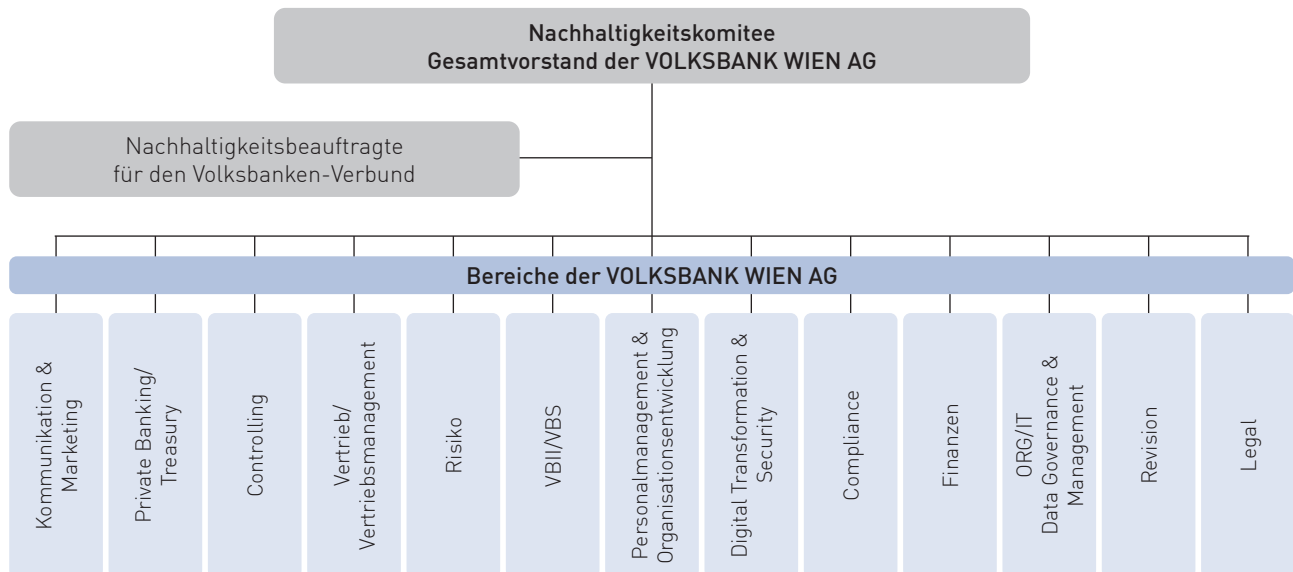 Nachhaltigkeitskomitee
Gesamtvorstand der VOLKSBANK WIEN AG
Nachhaltigkeitsbeauftragte
für den Volksbanken-Verbund
Bereiche der VOLKSBANK WIEN AG
Kommunikation &
Marketing
Private Banking/
Treasury
Controlling
Vertrieb/
Vertriebsmanagement
Risiko
VBII/VBS
Personalmanagement &
Organisationsentwicklung
Digital Transformation &
Security
Compliance
Finanzen
ORG/IT
Data Governance &
Management
Revision
Legal